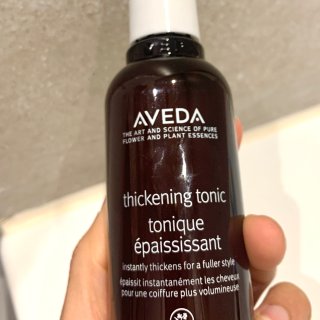 AVEDA
THE ART AND SCIENCE OF PURE
FLOWER AND PLANT ESSENCES
thickening tonic
tonique
épaississant
instantly thickens for a fuller style
épaissit instantanément les cheveux
pour une coiffure plus volumineuse